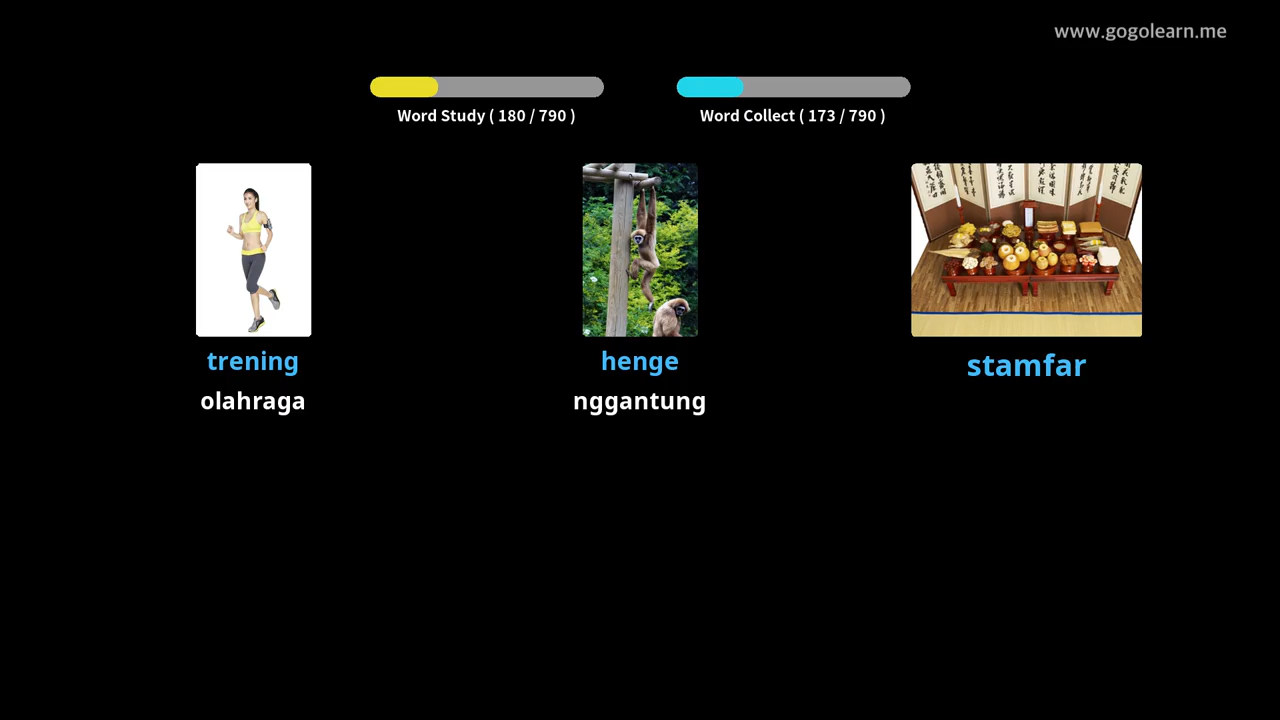 www.gogolearn.me
Word Study ( 180 / 790 )
Word Collect ( 173 / 790 )
trening
olahraga
henge
nggantung
stamfar